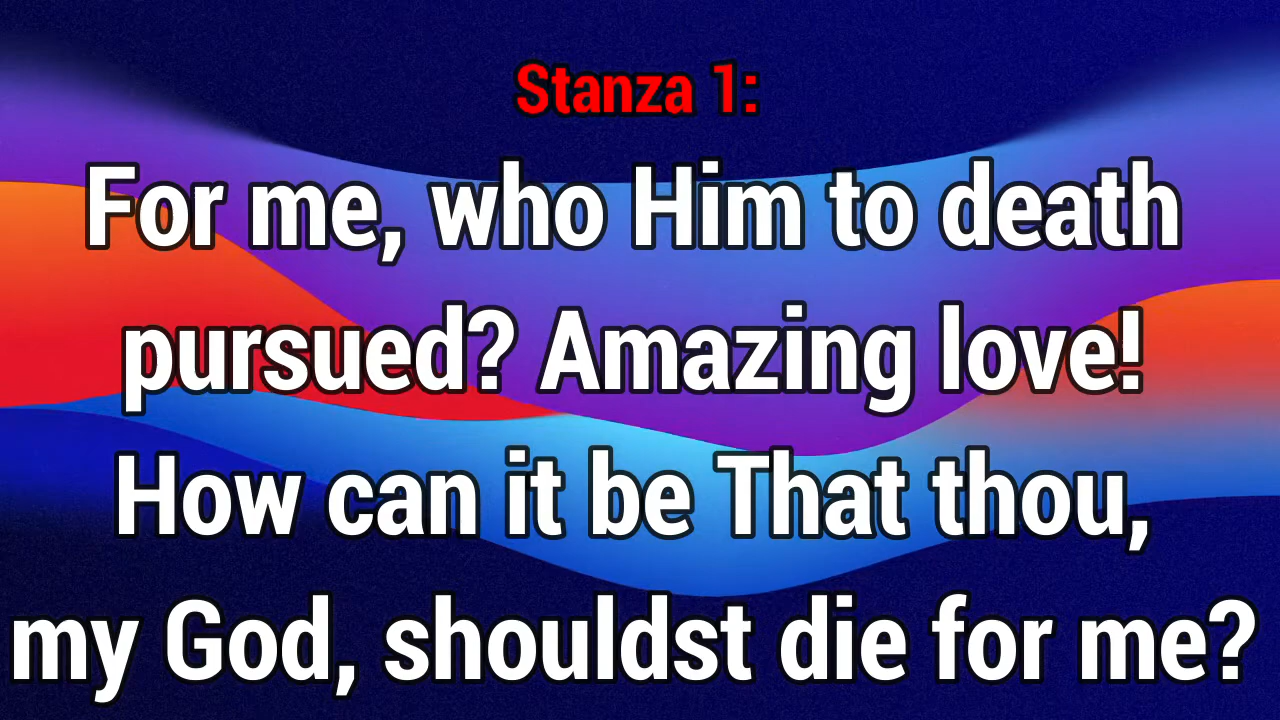 Stanza 1:
For me, who Him to death
pursued? Amazing love!
How can it be That thou,
my God, shouldst die for me?